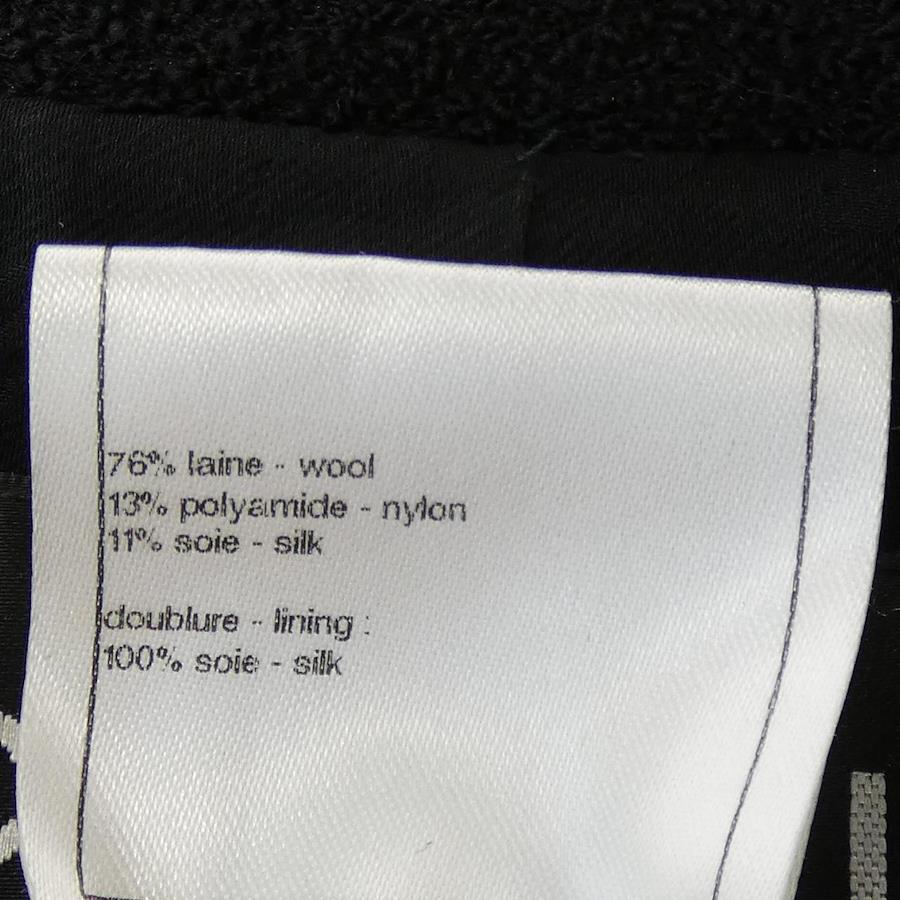 76% laine - wool
13% polyamide - nylon
11% soie - silk
doublure - lining :
100% soie - silk